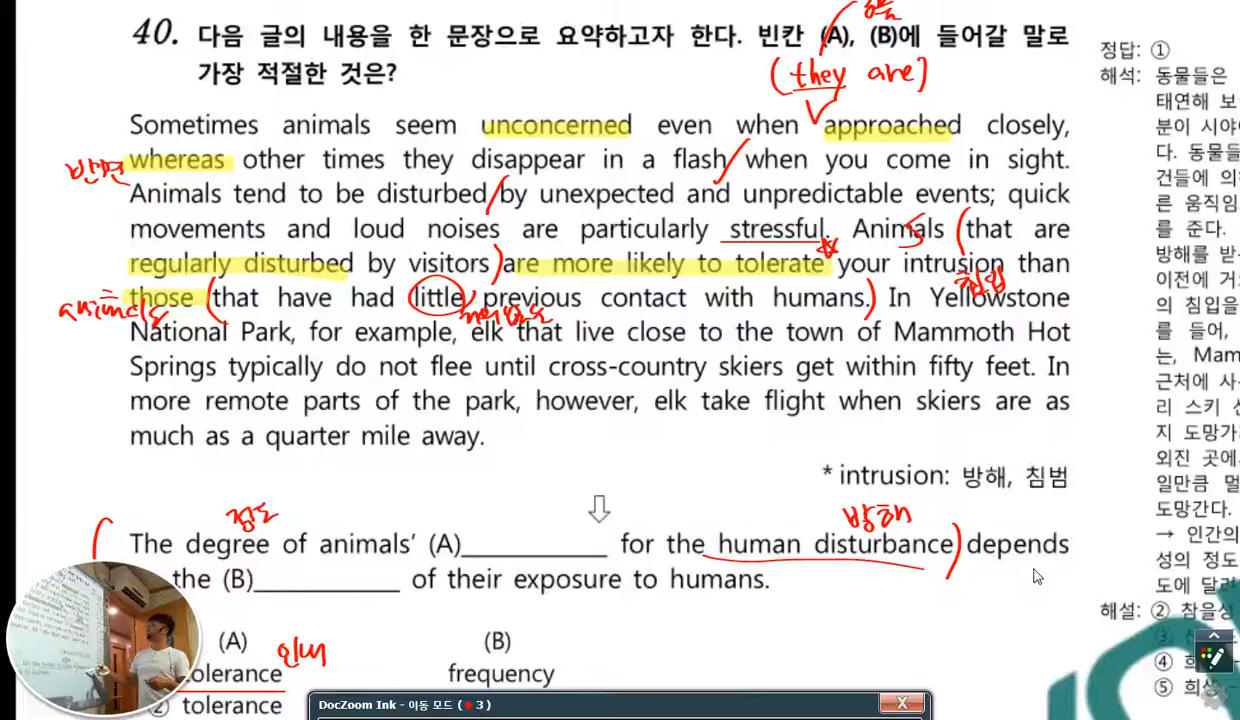 40. 다음 글의 내용을 한 문장으로 요약하고자 한다. 빈칸 (A), (B)에 들어갈 말로
가장 적절한 것은?
(they are)
Sometimes animals seem unconcerned even when approached closely,
whereas other times they disappear in a flash when you come in sight.
반면
Animals tend to be disturbed by unexpected and unpredictable events; quick
movements and loud noises are particularly stressful. Animals that are
regularly disturbed by visitors are more likely to tolerate your intrusion than
침입
those that have had little previous contact with humans. In Yellowstone
animals
거의 없는
National Park, for example, elk that live close to the town of Mammoth Hot
Springs typically do not flee until cross-country skiers get within fifty feet. In
more remote parts of the park, however, elk take flight when skiers are as
much as a quarter mile away.
* intrusion: 방해, 침범
정도
방해
The degree of animals' (A) for the human disturbance depends
the (B) of their exposure to humans.
(A) (B)
인내
tolerance frequency
② tolerance
정답: ①
해석: 동물들은
태연해 보
분이 시야
다. 동물들
건들에 의
른 움직임
를 준다.
방해를 받
이전에 거
의 침입을
를 들어,
는, Mam
근처에 사
리 스키 선
지 도망가
외진 곳에
일만큼 멀
도망간다.
→ 인간의
성의 정도
도에 달려
해설: ② 참을성
③
④ 희
⑤ 희생
DocZoom Ink - 이동 모드 (● 3)